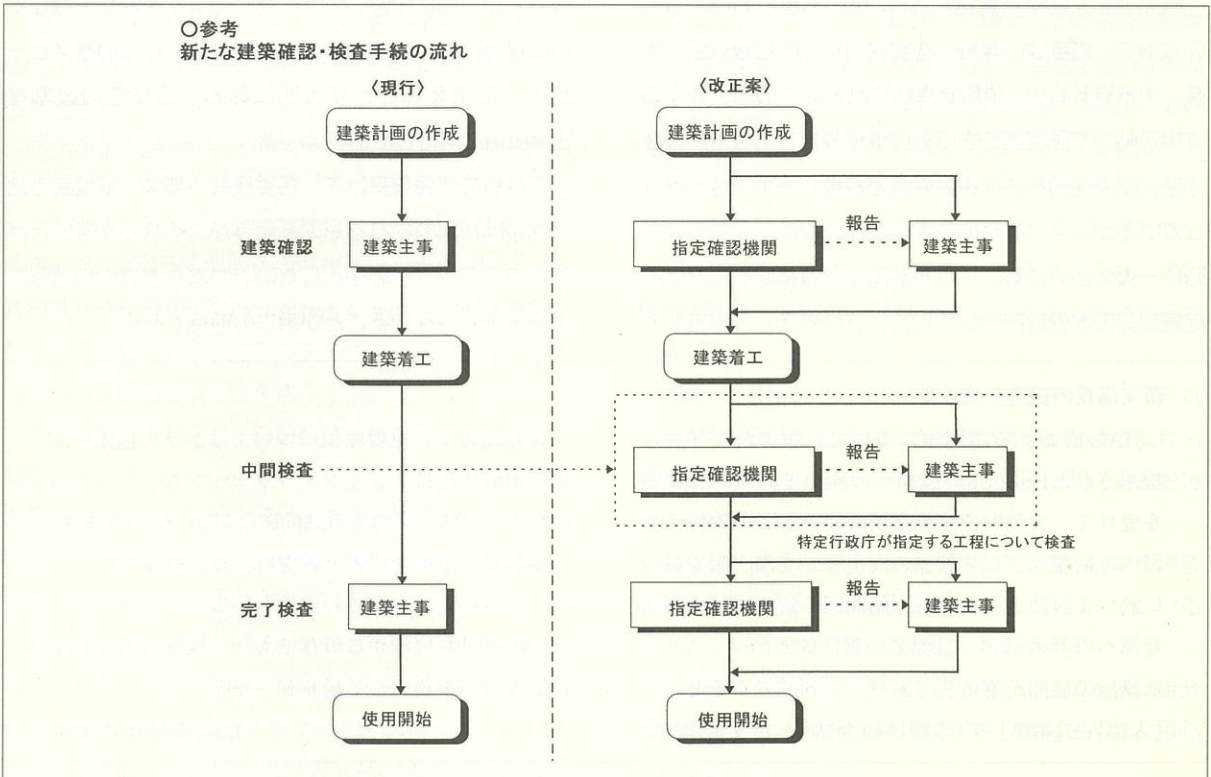 〇参考
新たな建築確認・検査手続の流れ
〈現行〉
〈改正案〉
建築計画の作成
建築計画の作成
建築確認
建築主事
指定確認機関
報告
建築主事
建築着工
建築着工
中間検査
指定確認機関
報告
建築主事
特定行政庁が指定する工程について検査
完了検査
建築主事
指定確認機関
報告
建築主事
使用開始
使用開始